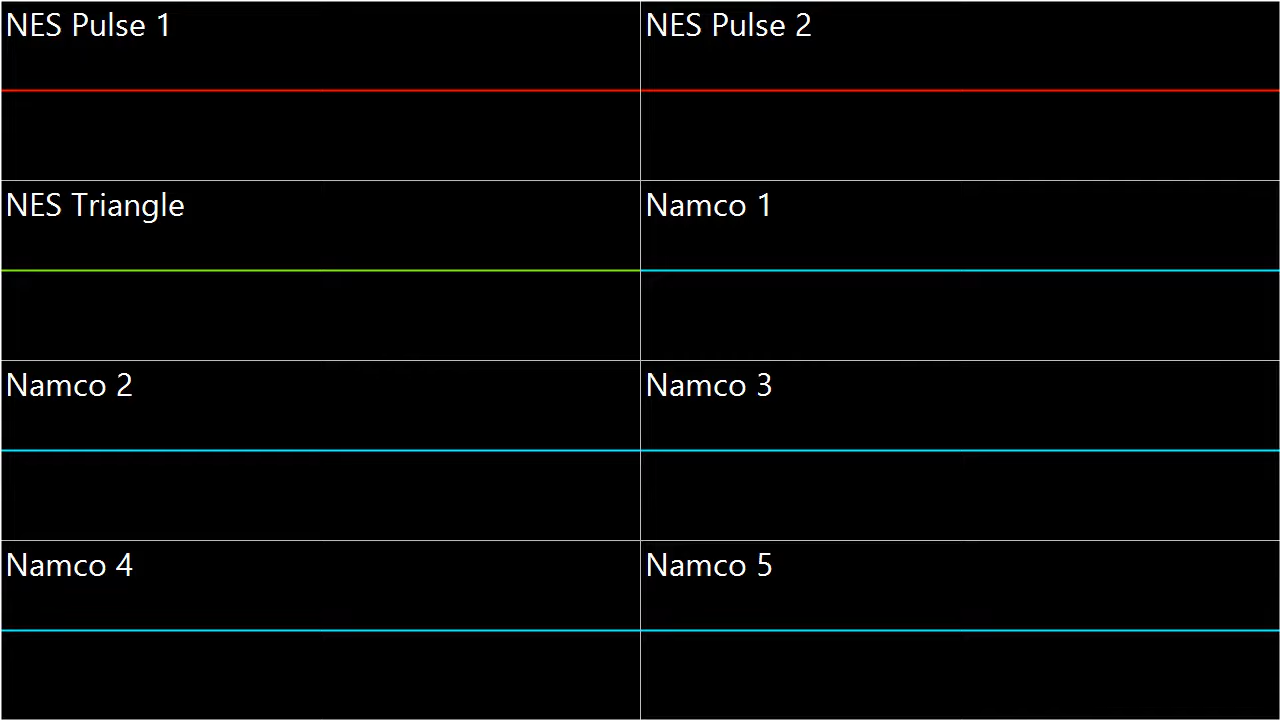 NES Pulse 1
NES Pulse 2
NES Triangle
Namco 1
Namco 2
Namco 3
Namco 4
Namco 5